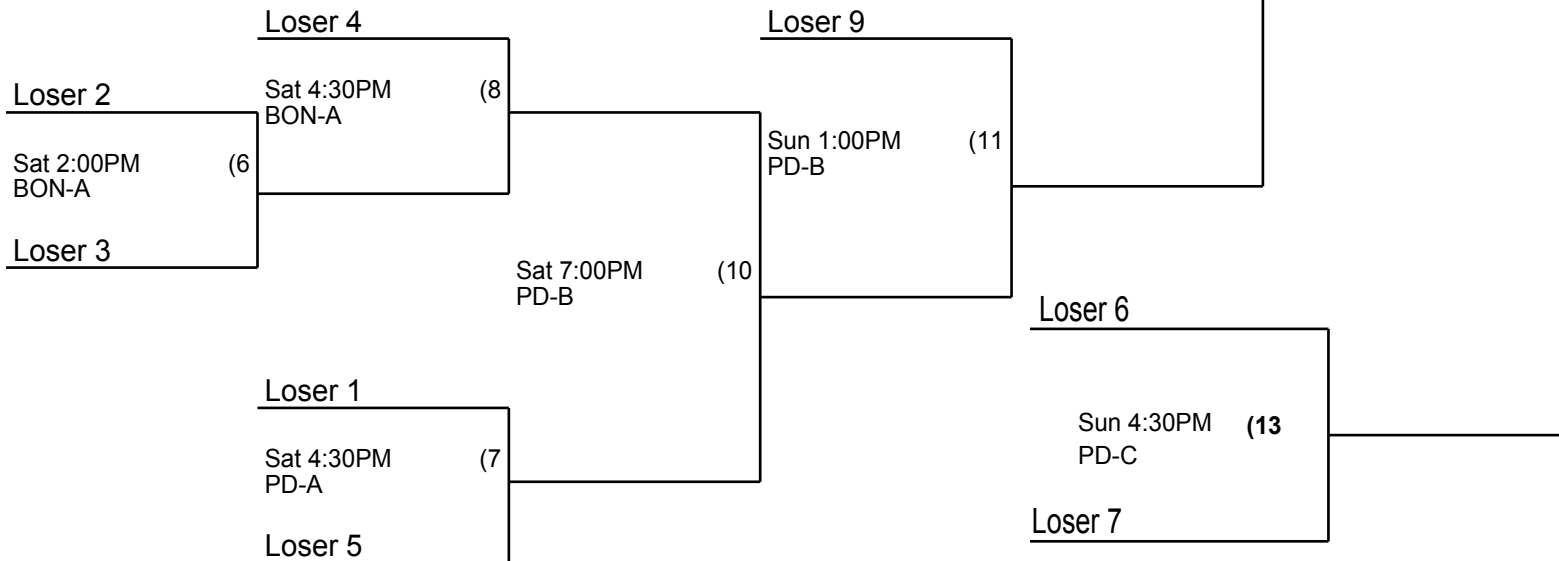 Loser 4
Loser 9
Loser 2
Sat 4:30PM (8
BON-A
Sun 1:00PM (11
PD-B
Sat 2:00PM (6
BON-A
Loser 3
Sat 7:00PM (10
PD-B
Loser 6
Loser 1
Sun 4:30PM (13
PD-C
Sat 4:30PM (7
PD-A
Loser 7
Loser 5